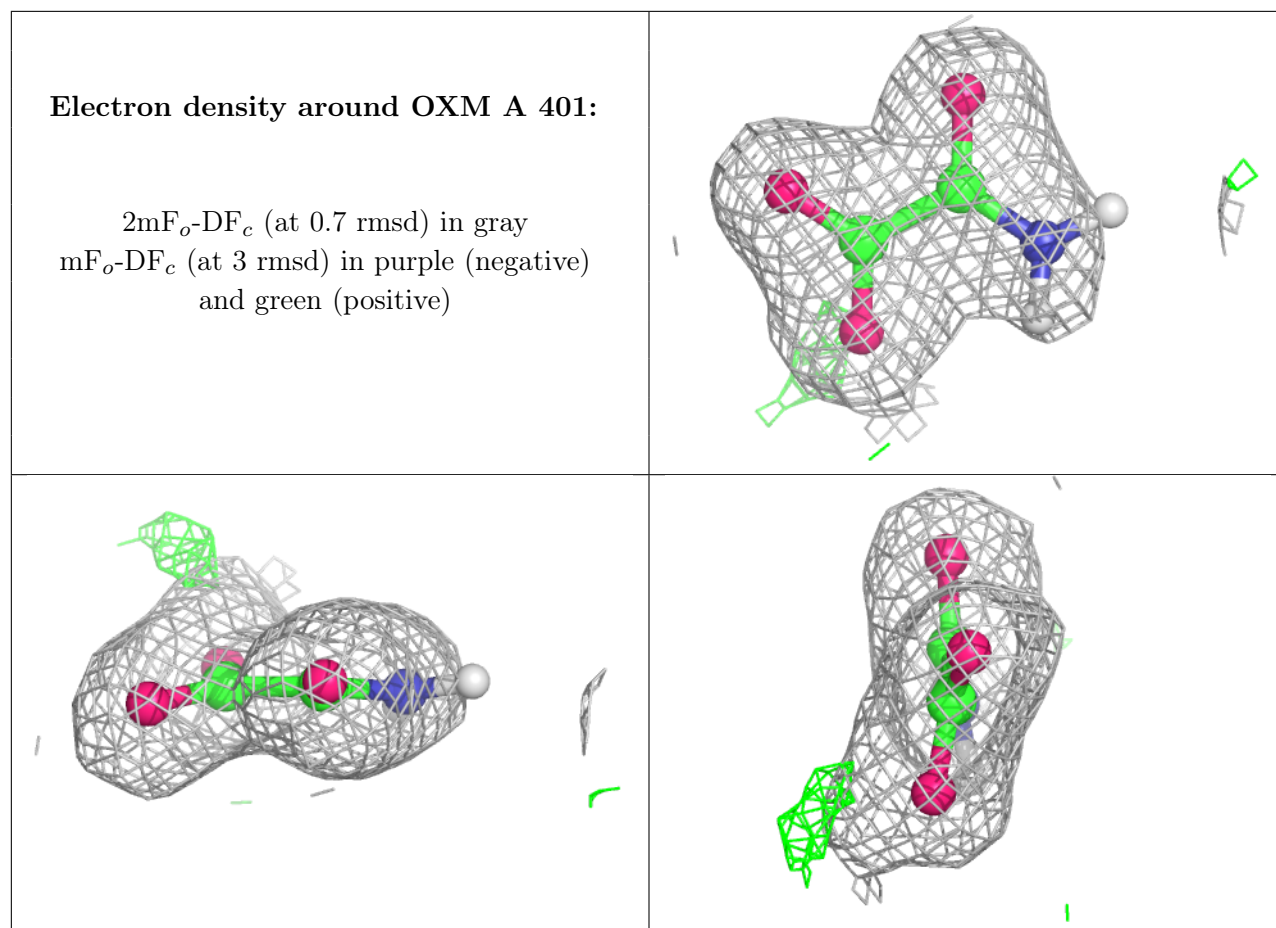 Electron density around OXM A 401:
2mFo-DFc (at 0.7 rmsd) in gray
mFo-DFc (at 3 rmsd) in purple (negative)
and green (positive)